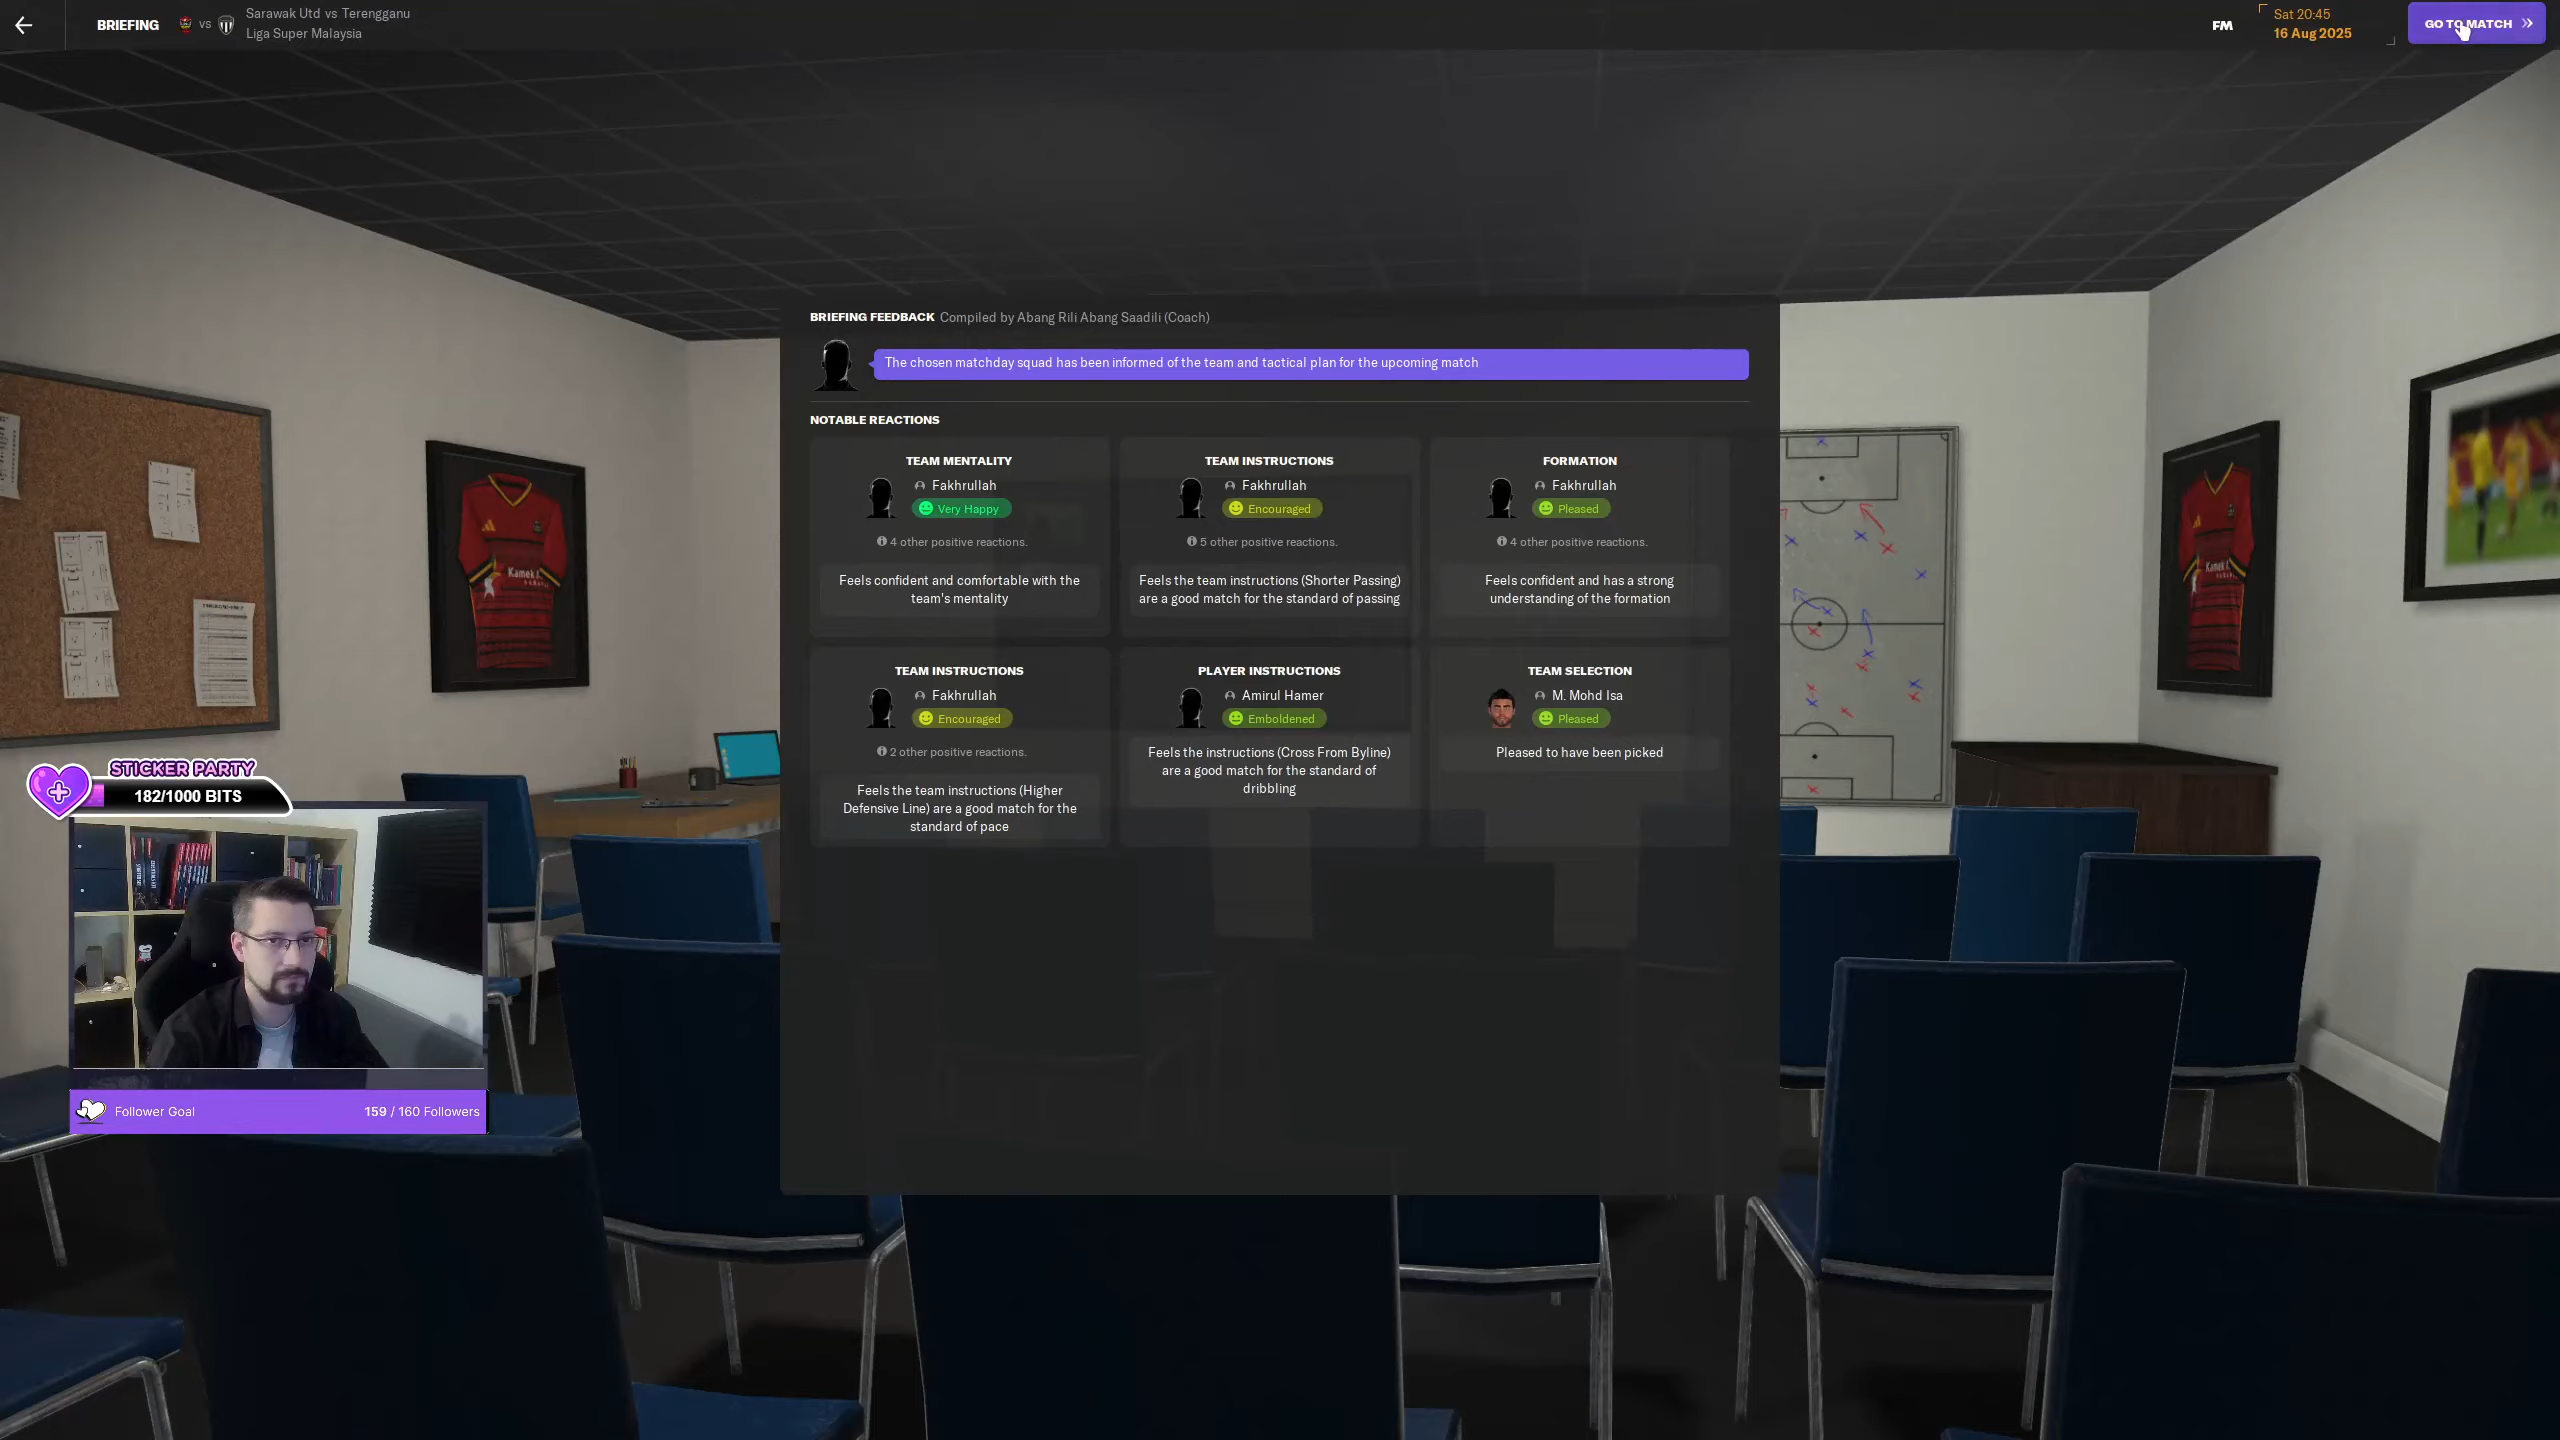 BRIEFING
vs
Sarawak Utd vs Terengganu
Liga Super Malaysia
FM
Sat 20:45
16 Aug 2025
GO TO MATCH
BRIEFING FEEDBACK Compiled by Abang Rili Abang Saadili (Coach)
The chosen matchday squad has been informed of the team and tactical plan for the upcoming match
NOTABLE REACTIONS
TEAM MENTALITY
Fakhrullah
Very Happy
4 other positive reactions.
Feels confident and comfortable with the
team's mentality
TEAM INSTRUCTIONS
Fakhrullah
Encouraged
5 other positive reactions.
Feels the team instructions (Shorter Passing)
are a good match for the standard of passing
FORMATION
Fakhrullah
Pleased
4 other positive reactions.
Feels confident and has a strong
understanding of the formation
TEAM INSTRUCTIONS
Fakhrullah
Encouraged
2 other positive reactions.
Feels the team instructions (Higher
Defensive Line) are a good match for the
standard of pace
PLAYER INSTRUCTIONS
Amirul Hamer
Emboldened
Feels the instructions (Cross From Byline)
are a good match for the standard of
dribbling
TEAM SELECTION
M. Mohd Isa
Pleased
Pleased to have been picked
Kamek
STICKER PARTY
182/1000 BITS
Follower Goal
159 / 160 Followers